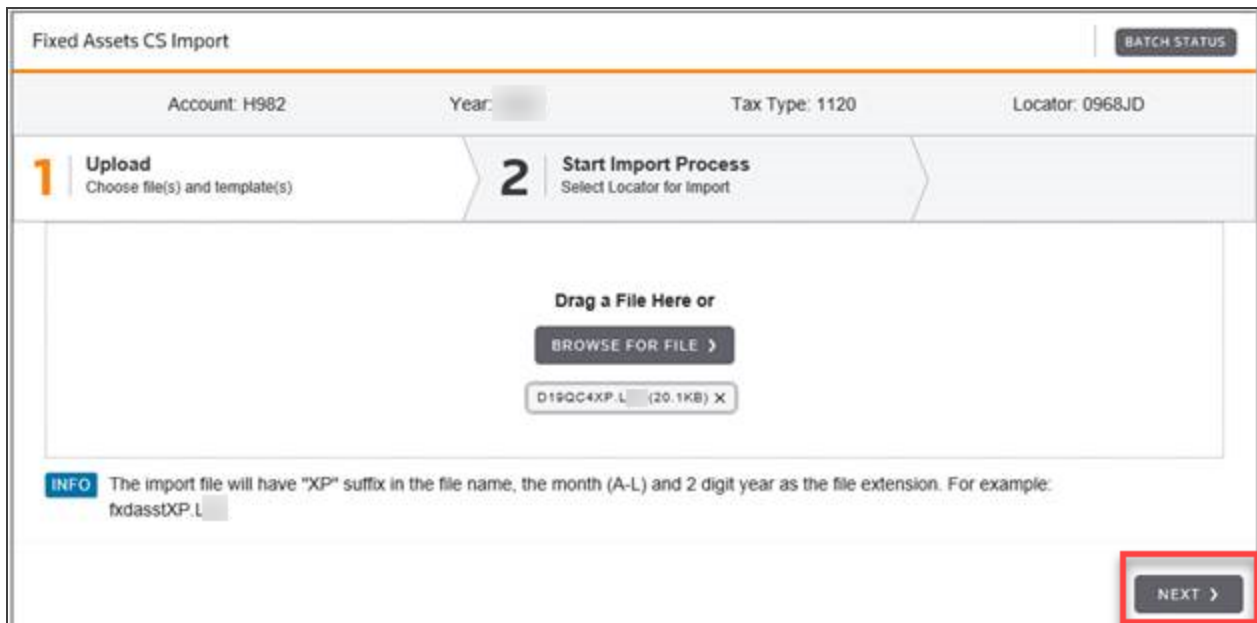 Fixed Assets CS Import
BATCH STATUS
Account: H982 Year: Tax Type: 1120 Locator: 0968JD
1 Upload
Choose file(s) and template(s)
2 Start Import Process
Select Locator for Import
Drag a File Here or
BROWSE FOR FILE ❯
D19QC4XP.L (20.1KB) X
INFO The import file will have "XP" suffix in the file name, the month (A-L) and 2 digit year as the file extension. For example:
fxdasstXP.L
NEXT ❯